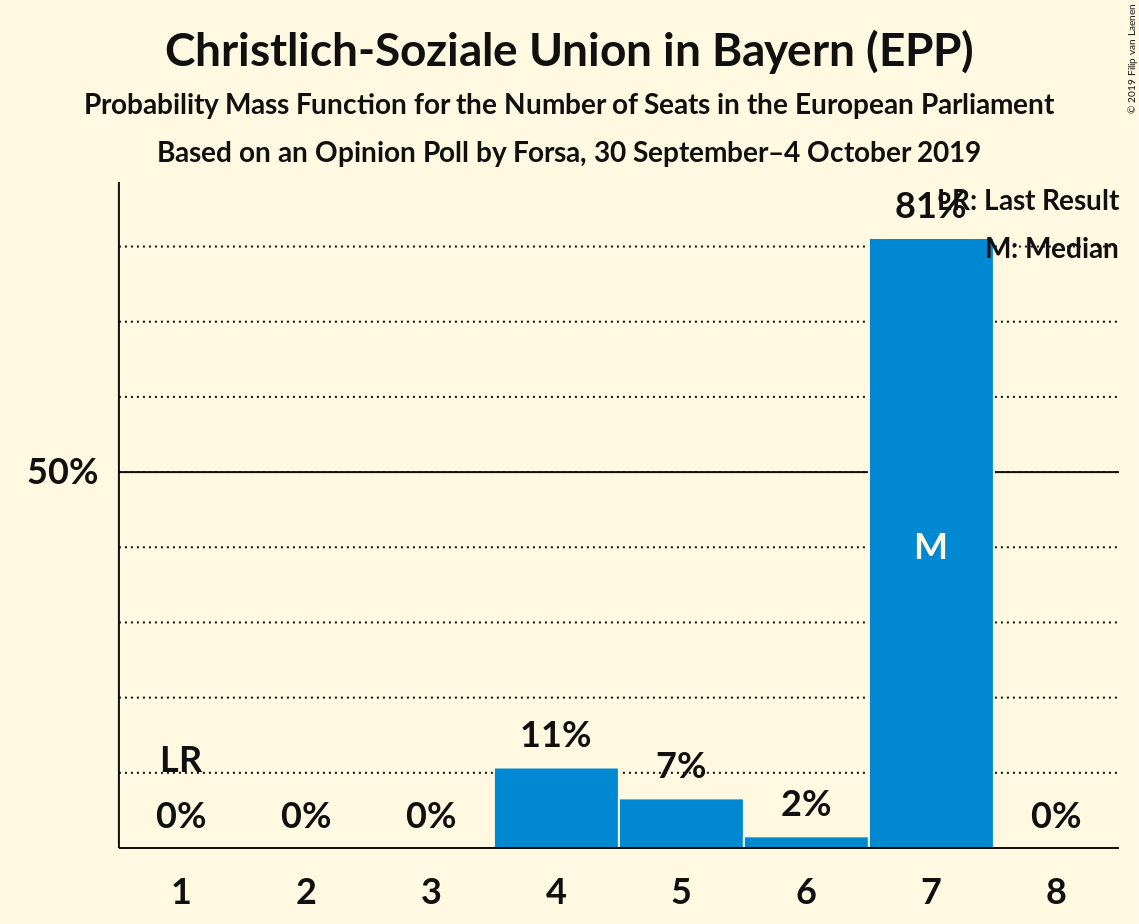 Christlich-Soziale Union in Bayern (EPP)
Probability Mass Function for the Number of Seats in the European Parliament
Based on an Opinion Poll by Forsa, 30 September–4 October 2019
© 2019 Filip van Laenen
LR: Last Result
M: Median
81%
50%
M
11%
7%
2%
LR
0%
0%
0%
0%
1
2
3
4
5
6
7
8